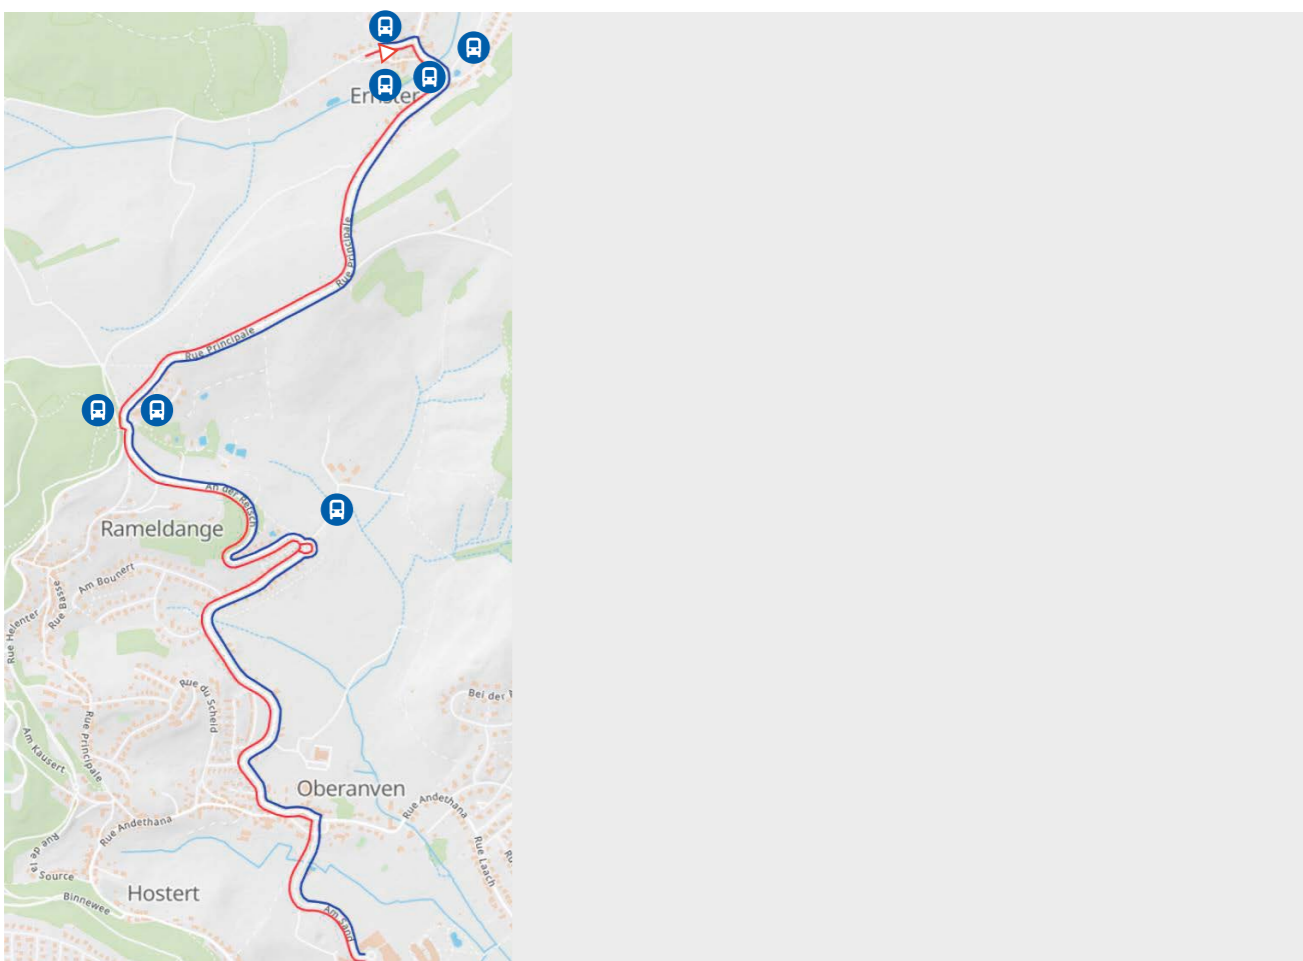 Ernster
Rue Principale
Rue Principale
An der Retsch
Rameldange
Am Bounert
Rue Basse
Rue Helenter
Rue du Scheid
Bei der
Rue Principale
Am Kausert
Oberanven
Rue Andethana
Rue Andethana
Rue Laach
Rue de
la Source
Hostert
Binnewee
Am Sand